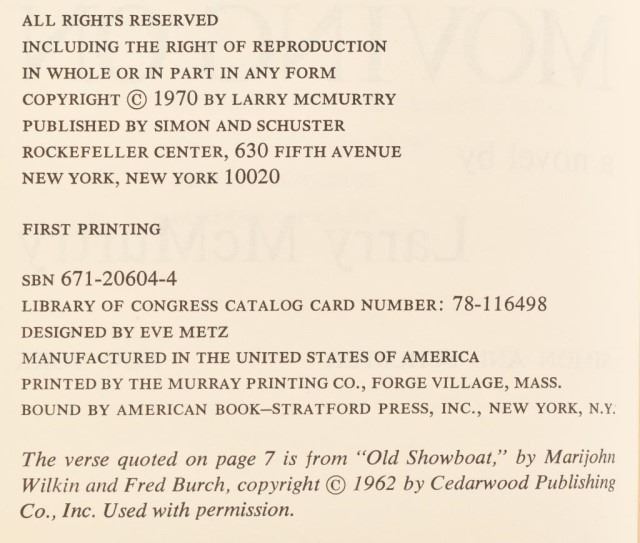 ALL RIGHTS RESERVED
INCLUDING THE RIGHT OF REPRODUCTION
IN WHOLE OR IN PART IN ANY FORM
COPYRIGHT © 1970 BY LARRY MCMURTRY
PUBLISHED BY SIMON AND SCHUSTER
ROCKEFELLER CENTER, 630 FIFTH AVENUE
NEW YORK, NEW YORK 10020
FIRST PRINTING
SBN 671-20604-4
LIBRARY OF CONGRESS CATALOG CARD NUMBER: 78-116498
DESIGNED BY EVE METZ
MANUFACTURED IN THE UNITED STATES OF AMERICA
PRINTED BY THE MURRAY PRINTING CO., FORGE VILLAGE, MASS.
BOUND BY AMERICAN BOOK–STRATFORD PRESS, INC., NEW YORK, N.Y.
The verse quoted on page 7 is from "Old Showboat," by Marijohn
Wilkin and Fred Burch, copyright © 1962 by Cedarwood Publishing
Co., Inc. Used with permission.